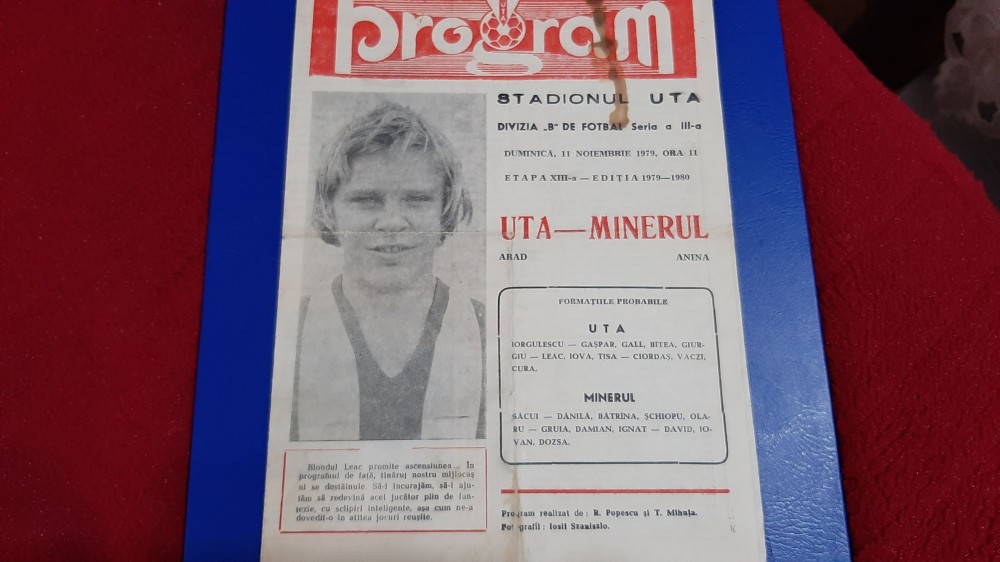 program
UTA
STADIONUL UTA
DIVIZIA „B" DE FOTBAL Seria a III-a
DUMINICĂ, 11 NOIEMBRIE 1979, ORA 11
ETAPA XIII-a — EDIȚIA 1979—1980
UTA—MINERUL
ARAD ANINA
FORMAȚIILE PROBABILE
UTA
IORGULESCU — GAȘPAR, GALL, BITEA, GIUR-
GIU — LEAC, IOVA, TISA — CIORDAȘ, VACZI,
CURA.
MINERUL
SĂCUI — DĂNILĂ, BĂTRÎNA, ȘCHIOPU, OLA-
RU — GRUIA, DAMIAN, IGNAT — DAVID, IO-
VAN, DOZSA.
Blondul Leac promite ascensiunea... În
programul de față, tînărul nostru mijlocaș
ni se destăinuie. Să-l încurajăm, să-l aju-
tăm să redevină acel jucător plin de fan-
tezie, cu sclipiri inteligente, așa cum ne-a
dovedit-o în atîtea jocuri reușite.
Program realizat de: R. Popescu și T. Mihuța.
Fotografii: Iosif Szaniszlo.